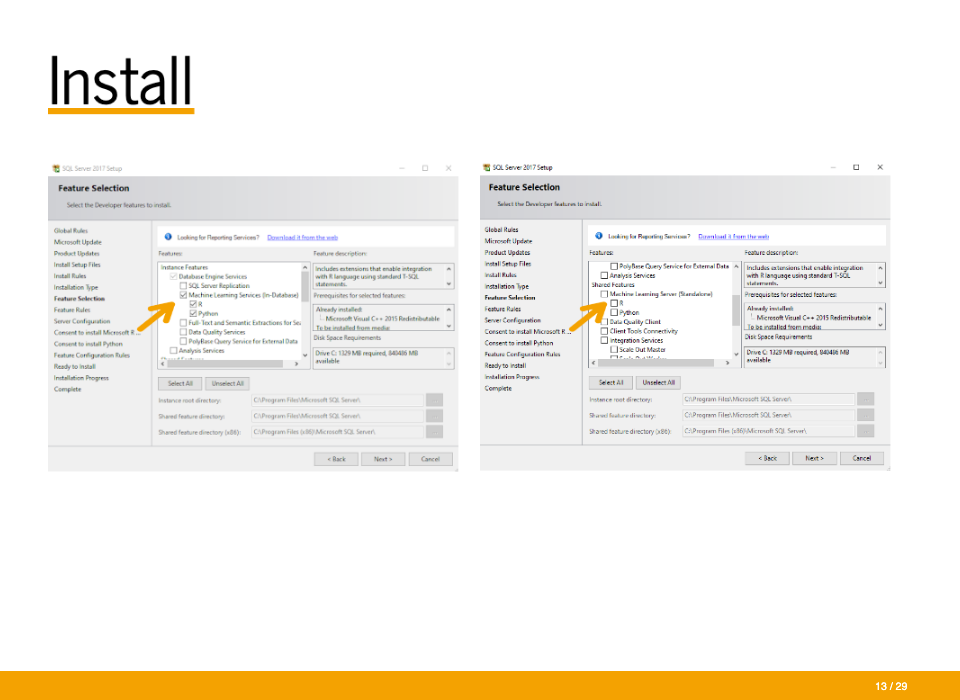 Install
SQL Server 2017 Setup
Feature Selection
Select the Developer features to install.
Global Rules
Microsoft Update
Product Updates
Install Setup Files
Install Rules
Installation Type
Feature Selection
Feature Rules
Server Configuration
Consent to install Microsoft R ...
Consent to install Python
Feature Configuration Rules
Ready to Install
Installation Progress
Complete
Looking for Reporting Services? Download it from the web
Features:
Instance Features
Database Engine Services
SQL Server Replication
Machine Learning Services (In-Database)
R
Python
Full-Text and Semantic Extractions for Sea
Data Quality Services
PolyBase Query Service for External Data
Analysis Services
Feature description:
Includes extensions that enable integration
with R language using standard T-SQL
statements.
Prerequisites for selected features:
Already installed:
Microsoft Visual C++ 2015 Redistributable
To be installed from media:
Disk Space Requirements
Drive C: 1329 MB required, 840486 MB
available
Select All
Unselect All
Instance root directory: C:\Program Files\Microsoft SQL Server\
Shared feature directory: C:\Program Files\Microsoft SQL Server\
Shared feature directory (x86): C:\Program Files (x86)\Microsoft SQL Server\
< Back
Next >
Cancel
SQL Server 2017 Setup
Feature Selection
Select the Developer features to install.
Global Rules
Microsoft Update
Product Updates
Install Setup Files
Install Rules
Installation Type
Feature Selection
Feature Rules
Server Configuration
Consent to install Microsoft R ...
Consent to install Python
Feature Configuration Rules
Ready to Install
Installation Progress
Complete
Looking for Reporting Services? Download it from the web
Features:
PolyBase Query Service for External Data
Analysis Services
Shared Features
Machine Learning Server (Standalone)
R
Python
Data Quality Client
Client Tools Connectivity
Integration Services
Scale Out Master
Feature description:
Includes extensions that enable integration
with R language using standard T-SQL
statements.
Prerequisites for selected features:
Already installed:
Microsoft Visual C++ 2015 Redistributable
To be installed from media:
Disk Space Requirements
Drive C: 1329 MB required, 840486 MB
available
Select All
Unselect All
Instance root directory: C:\Program Files\Microsoft SQL Server\
Shared feature directory: C:\Program Files\Microsoft SQL Server\
Shared feature directory (x86): C:\Program Files (x86)\Microsoft SQL Server\
< Back
Next >
Cancel
13 / 29